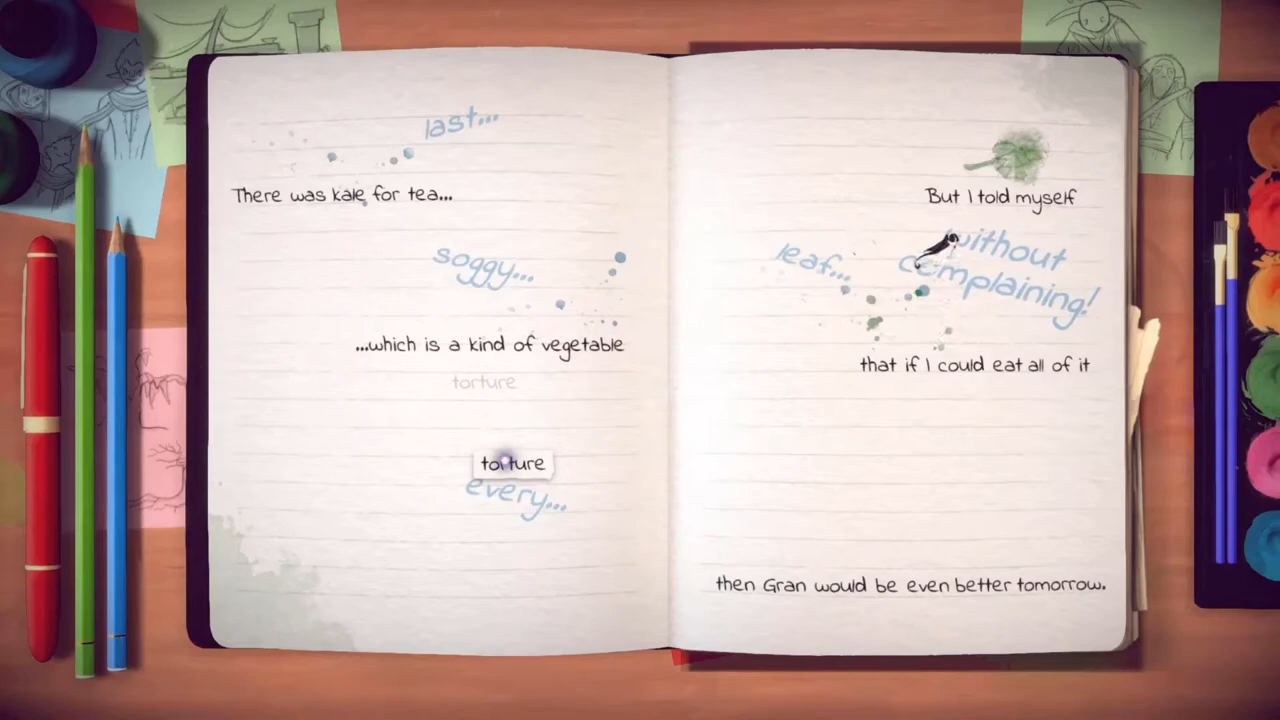 last...
There was kale for tea...
soggy...
...which is a kind of vegetable
torture
torture
every...
But I told myself
without
leaf...
complaining!
that if I could eat all of it
then Gran would be even better tomorrow.